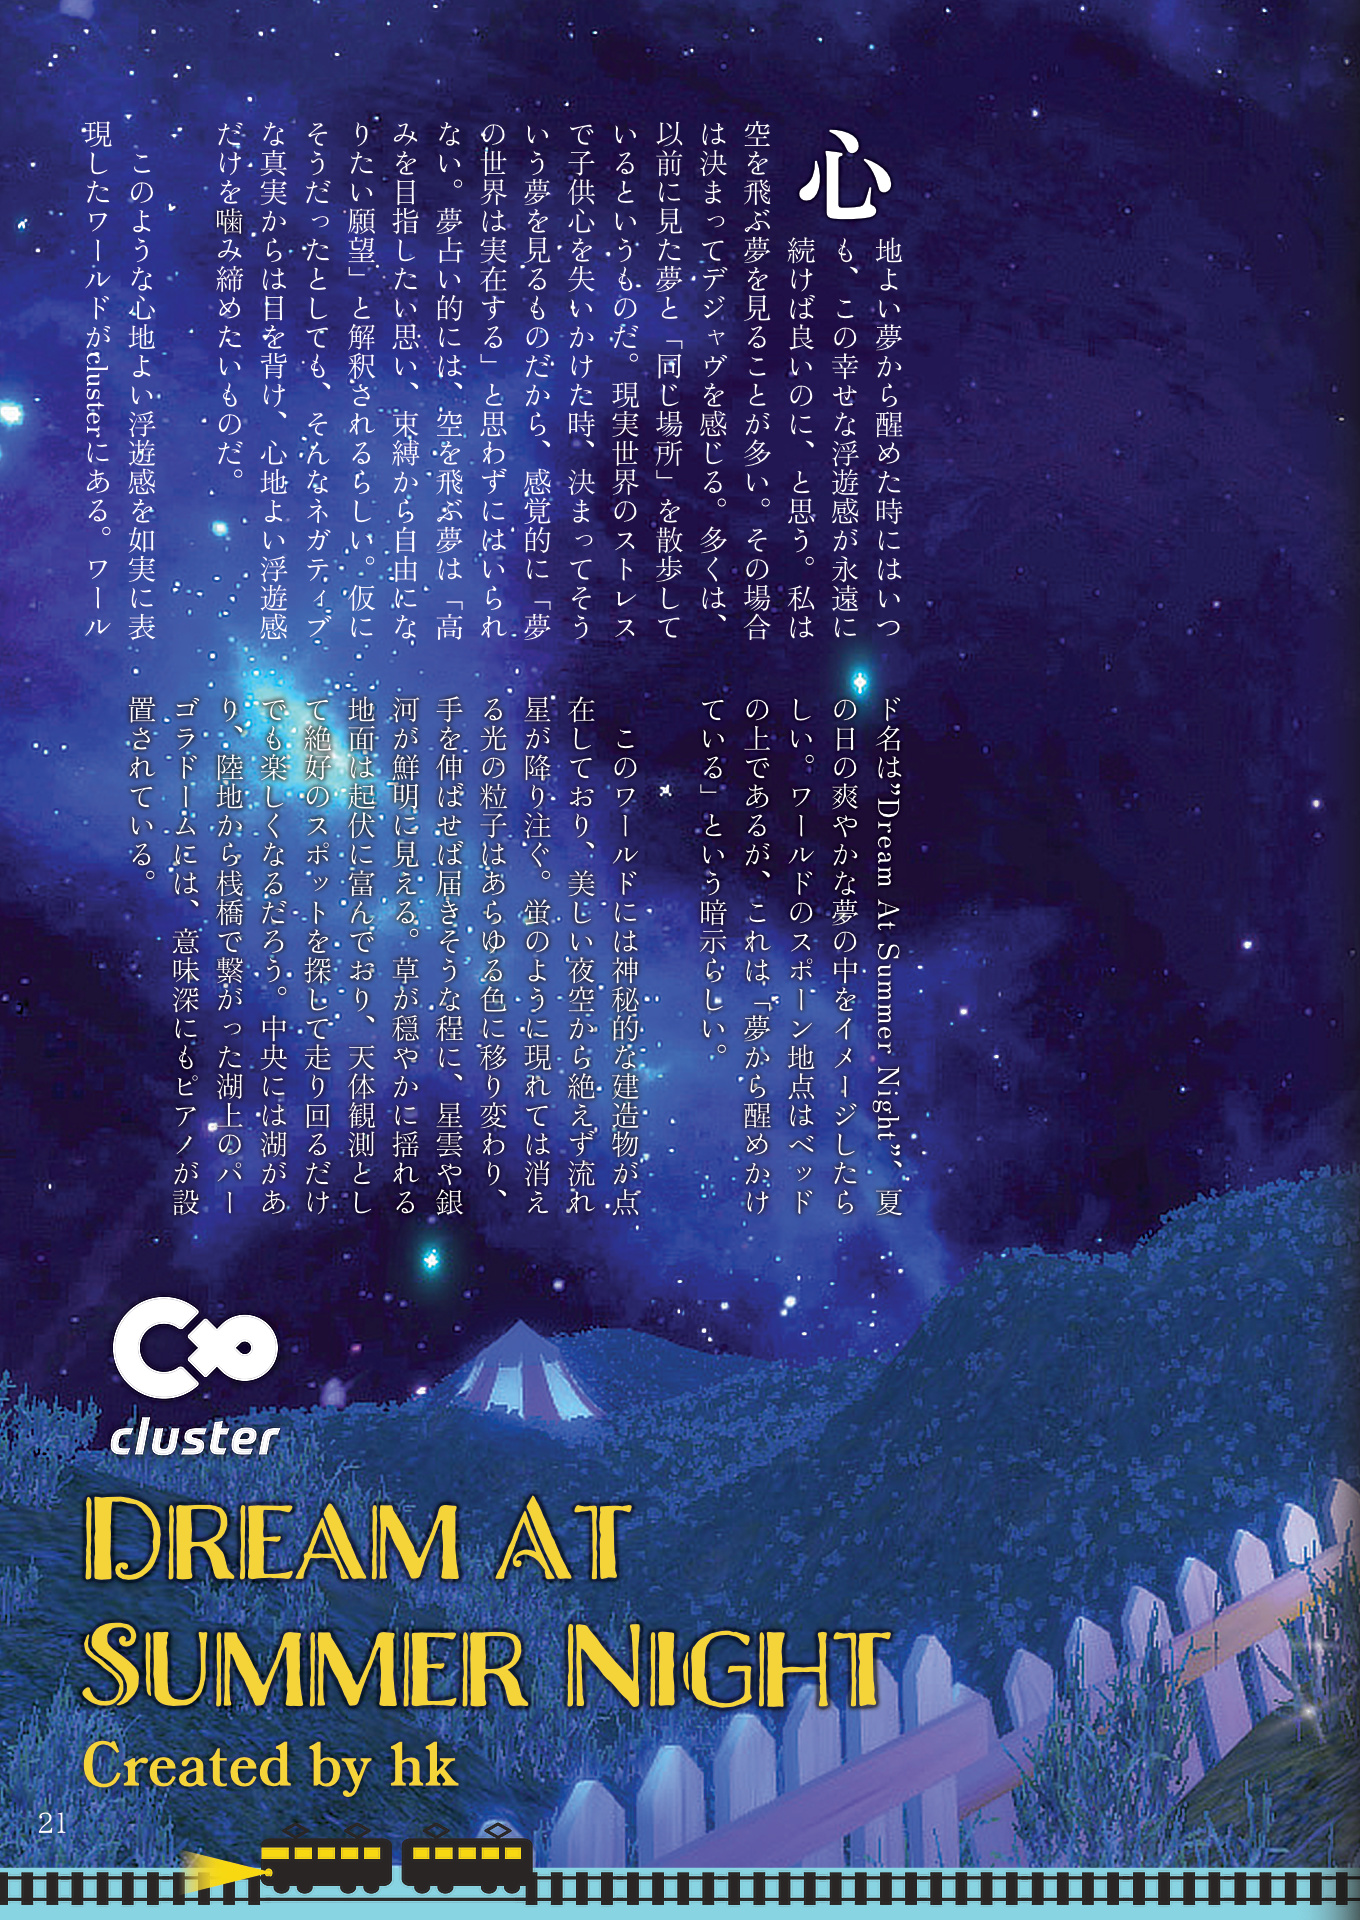 心
地よい夢から醒めた時にはいつ
も、この幸せな浮遊感が永遠に
続けば良いのに、と思う。私は
空を飛ぶ夢を見ることが多い。その場合
は決まってデジャヴを感じる。多くは、
以前に見た夢と「同じ場所」を散歩して
いるというものだ。現実世界のストレス
で子供心を失いかけた時、決まってそう
いう夢を見るものだから、感覚的に「夢
の世界は実在する」と思わずにはいられ
ない。夢占い的には、空を飛ぶ夢は「高
みを目指したい思い、束縛から自由にな
りたい願望」と解釈されるらしい。仮に
そうだったとしても、そんなネガティブ
な真実からは目を背け、心地よい浮遊感
だけを噛み締めたいものだ。
このような心地よい浮遊感を如実に表
現したワールドがclusterにある。ワール
ド名は”Dream At Summer Night”、夏
の日の爽やかな夢の中をイメージしたら
しい。ワールドのスポーン地点はベッド
の上であるが、これは「夢から醒めかけ
ている」という暗示らしい。
このワールドには神秘的な建造物が点
在しており、美しい夜空から絶えず流れ
星が降り注ぐ。蛍のように現れては消え
る光の粒子はあらゆる色に移り変わり、
手を伸ばせば届きそうな程に、星雲や銀
河が鮮明に見える。草が穏やかに揺れる
地面は起伏に富んでおり、天体観測とし
て絶好のスポットを探して走り回るだけ
でも楽しくなるだろう。中央には湖があ
り、陸地から桟橋で繋がった湖上のパー
ゴラドームには、意味深にもピアノが設
置されている。
cluster
DREAM AT
SUMMER NIGHT
Created by hk
21